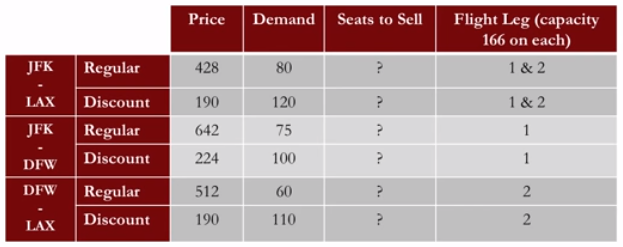 Price Demand Seats to Sell Flight Leg (capacity
166 on each)
JFK
-
LAX
Regular 428 80 ? 1 & 2
Discount 190 120 ? 1 & 2
JFK
-
DFW
Regular 642 75 ? 1
Discount 224 100 ? 1
DFW
-
LAX
Regular 512 60 ? 2
Discount 190 110 ? 2